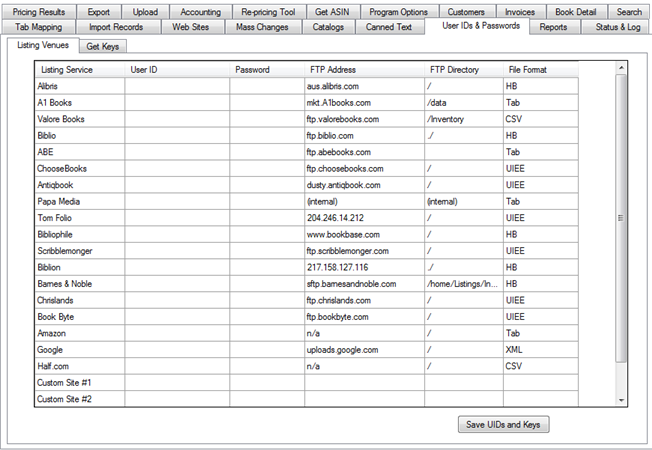 Pricing Results Export Upload Accounting Re-pricing Tool Get ASIN Program Options Customers Invoices Book Detail Search
Tab Mapping Import Records Web Sites Mass Changes Catalogs Canned Text User IDs & Passwords Reports Status & Log
Listing Venues Get Keys
Listing Service User ID Password FTP Address FTP Directory File Format
Alibris aus.alibris.com / HB
A1 Books mkt.A1books.com /data Tab
Valore Books ftp.valorebooks.com /Inventory CSV
Biblio ftp.biblio.com ./ HB
ABE ftp.abebooks.com Tab
ChooseBooks ftp.choosebooks.com / UIEE
Antiqbook dusty.antiqbook.com / UIEE
Papa Media (internal) (internal) Tab
Tom Folio 204.246.14.212 / UIEE
Bibliophile www.bookbase.com / HB
Scribblemonger ftp.scribblemonger.com / UIEE
Biblion 217.158.127.116 ./ HB
Barnes & Noble sftp.barnesandnoble.com /home/Listings/In... HB
Chrislands ftp.chrislands.com / UIEE
Book Byte ftp.bookbyte.com / UIEE
Amazon n/a / Tab
Google uploads.google.com / XML
Half.com n/a / CSV
Custom Site #1
Custom Site #2
Save UIDs and Keys